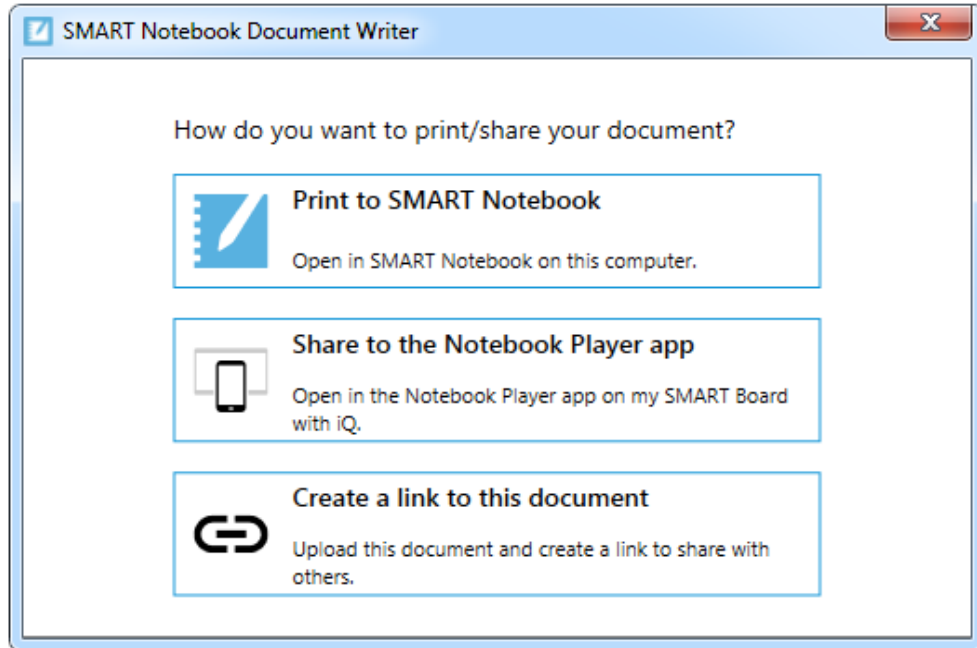 SMART Notebook Document Writer
How do you want to print/share your document?
Print to SMART Notebook
Open in SMART Notebook on this computer.
Share to the Notebook Player app
Open in the Notebook Player app on my SMART Board
with iQ.
Create a link to this document
Upload this document and create a link to share with
others.